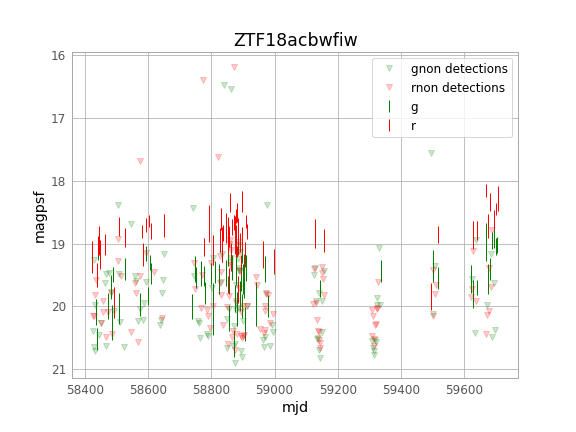 ZTF18acbwfiw
16
17
18
19
20
21
magpsf
gnon detections
rnon detections
g
r
58400 58600 58800 59000 59200 59400 59600
mjd